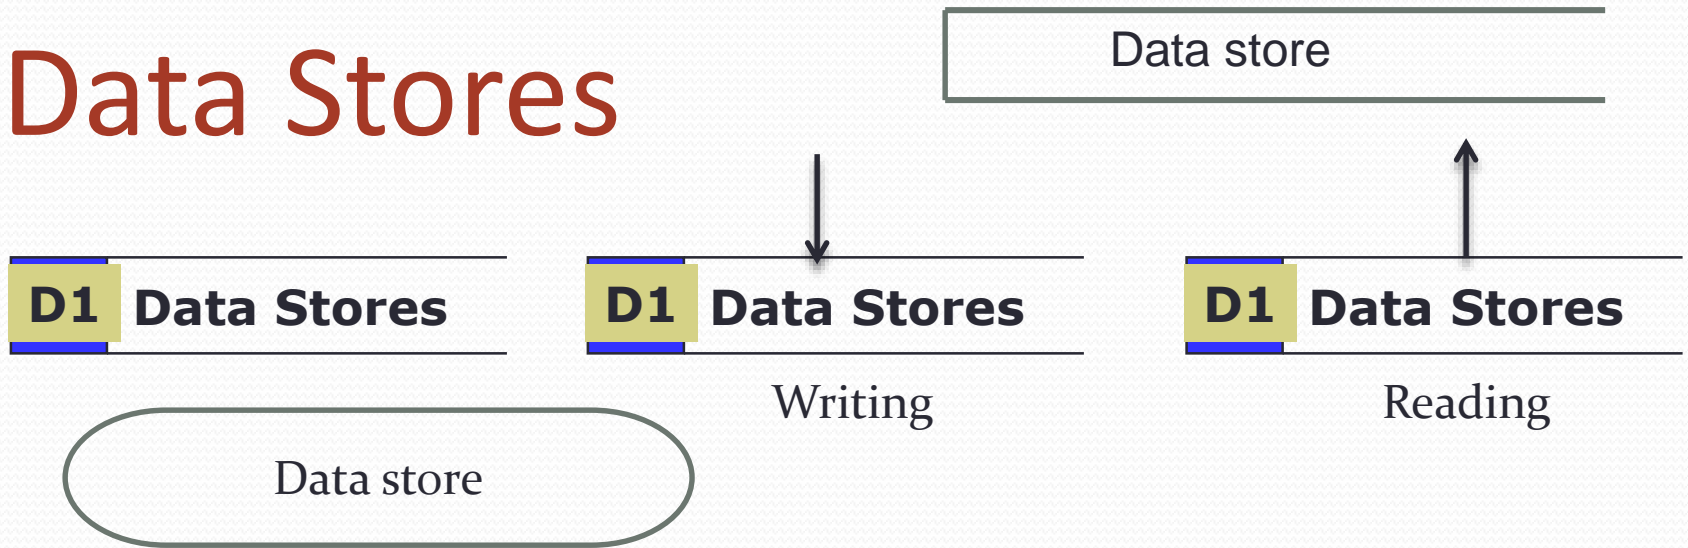 Data Stores
Data store
D1 Data Stores
D1 Data Stores
D1 Data Stores
Writing
Reading
Data store